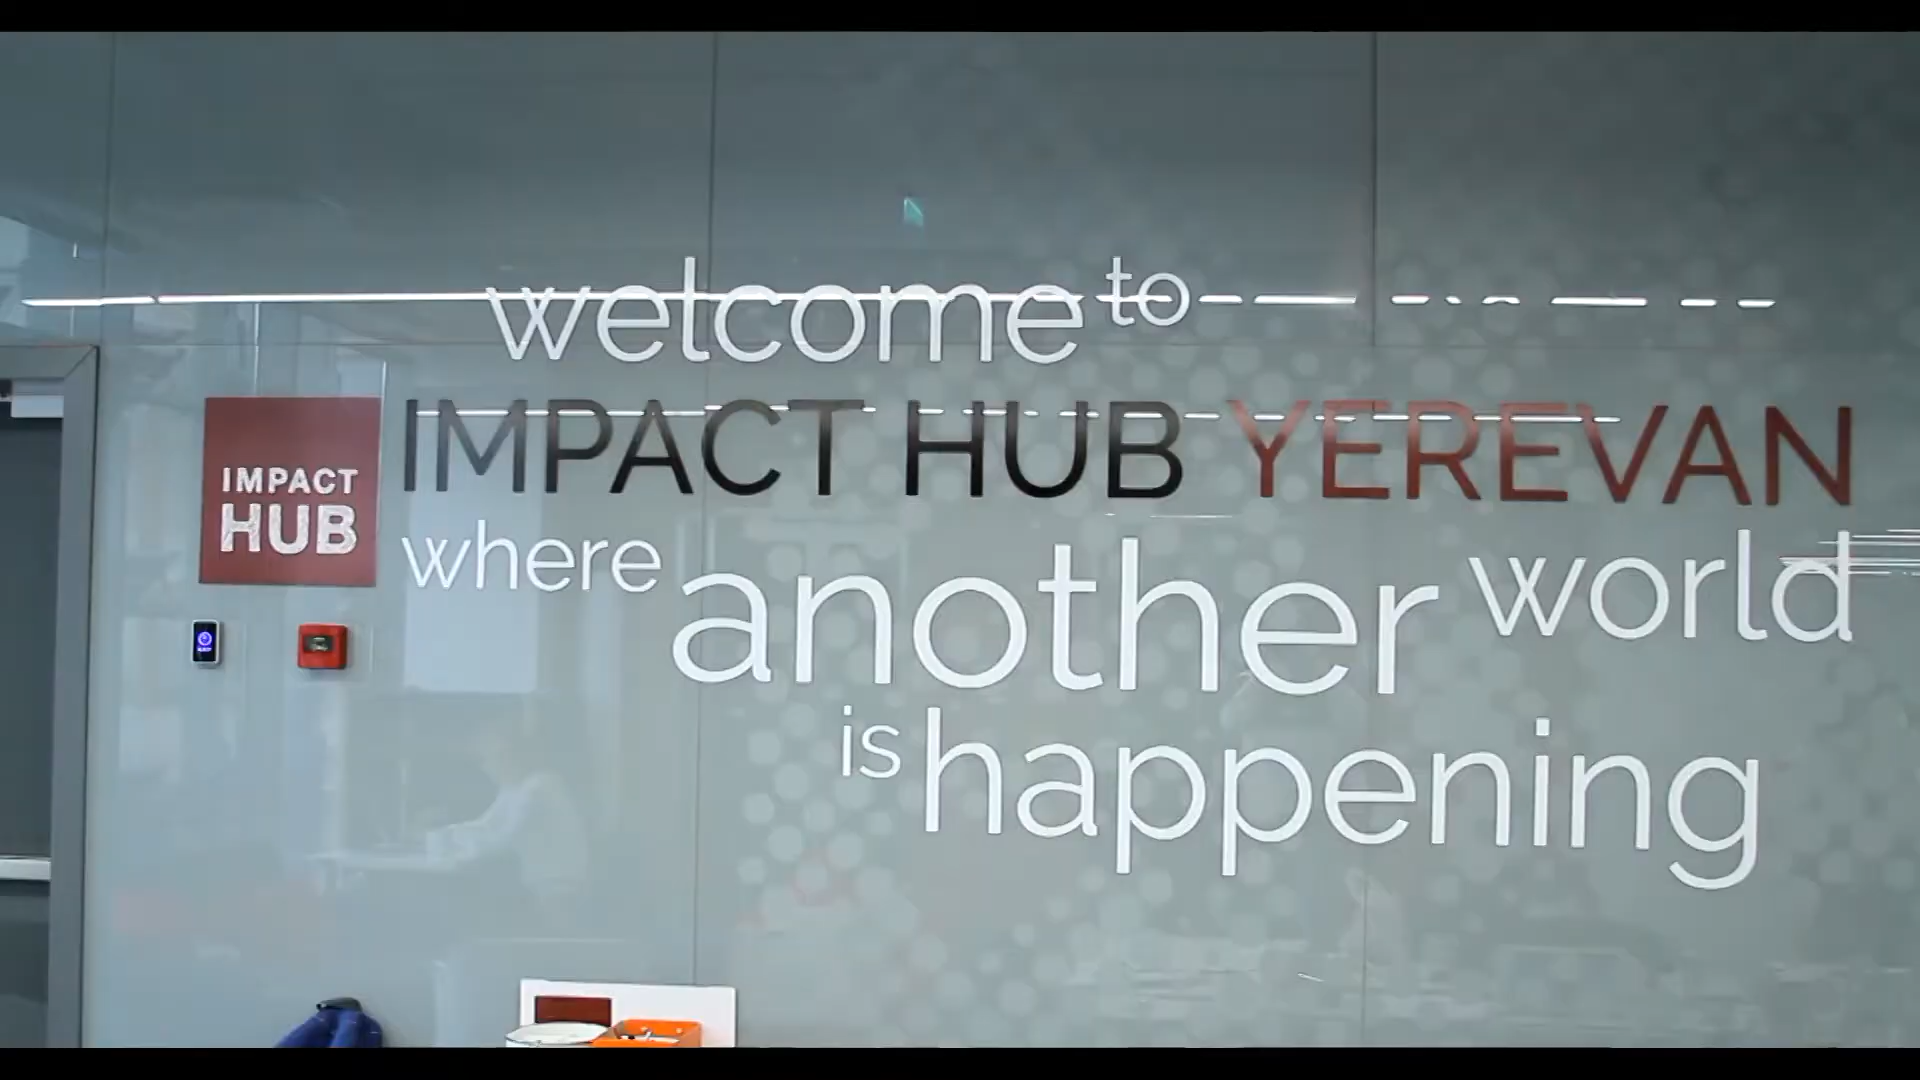 welcome to
IMPACT HUB YEREVAN
IMPACT
HUB
where another world
is happening